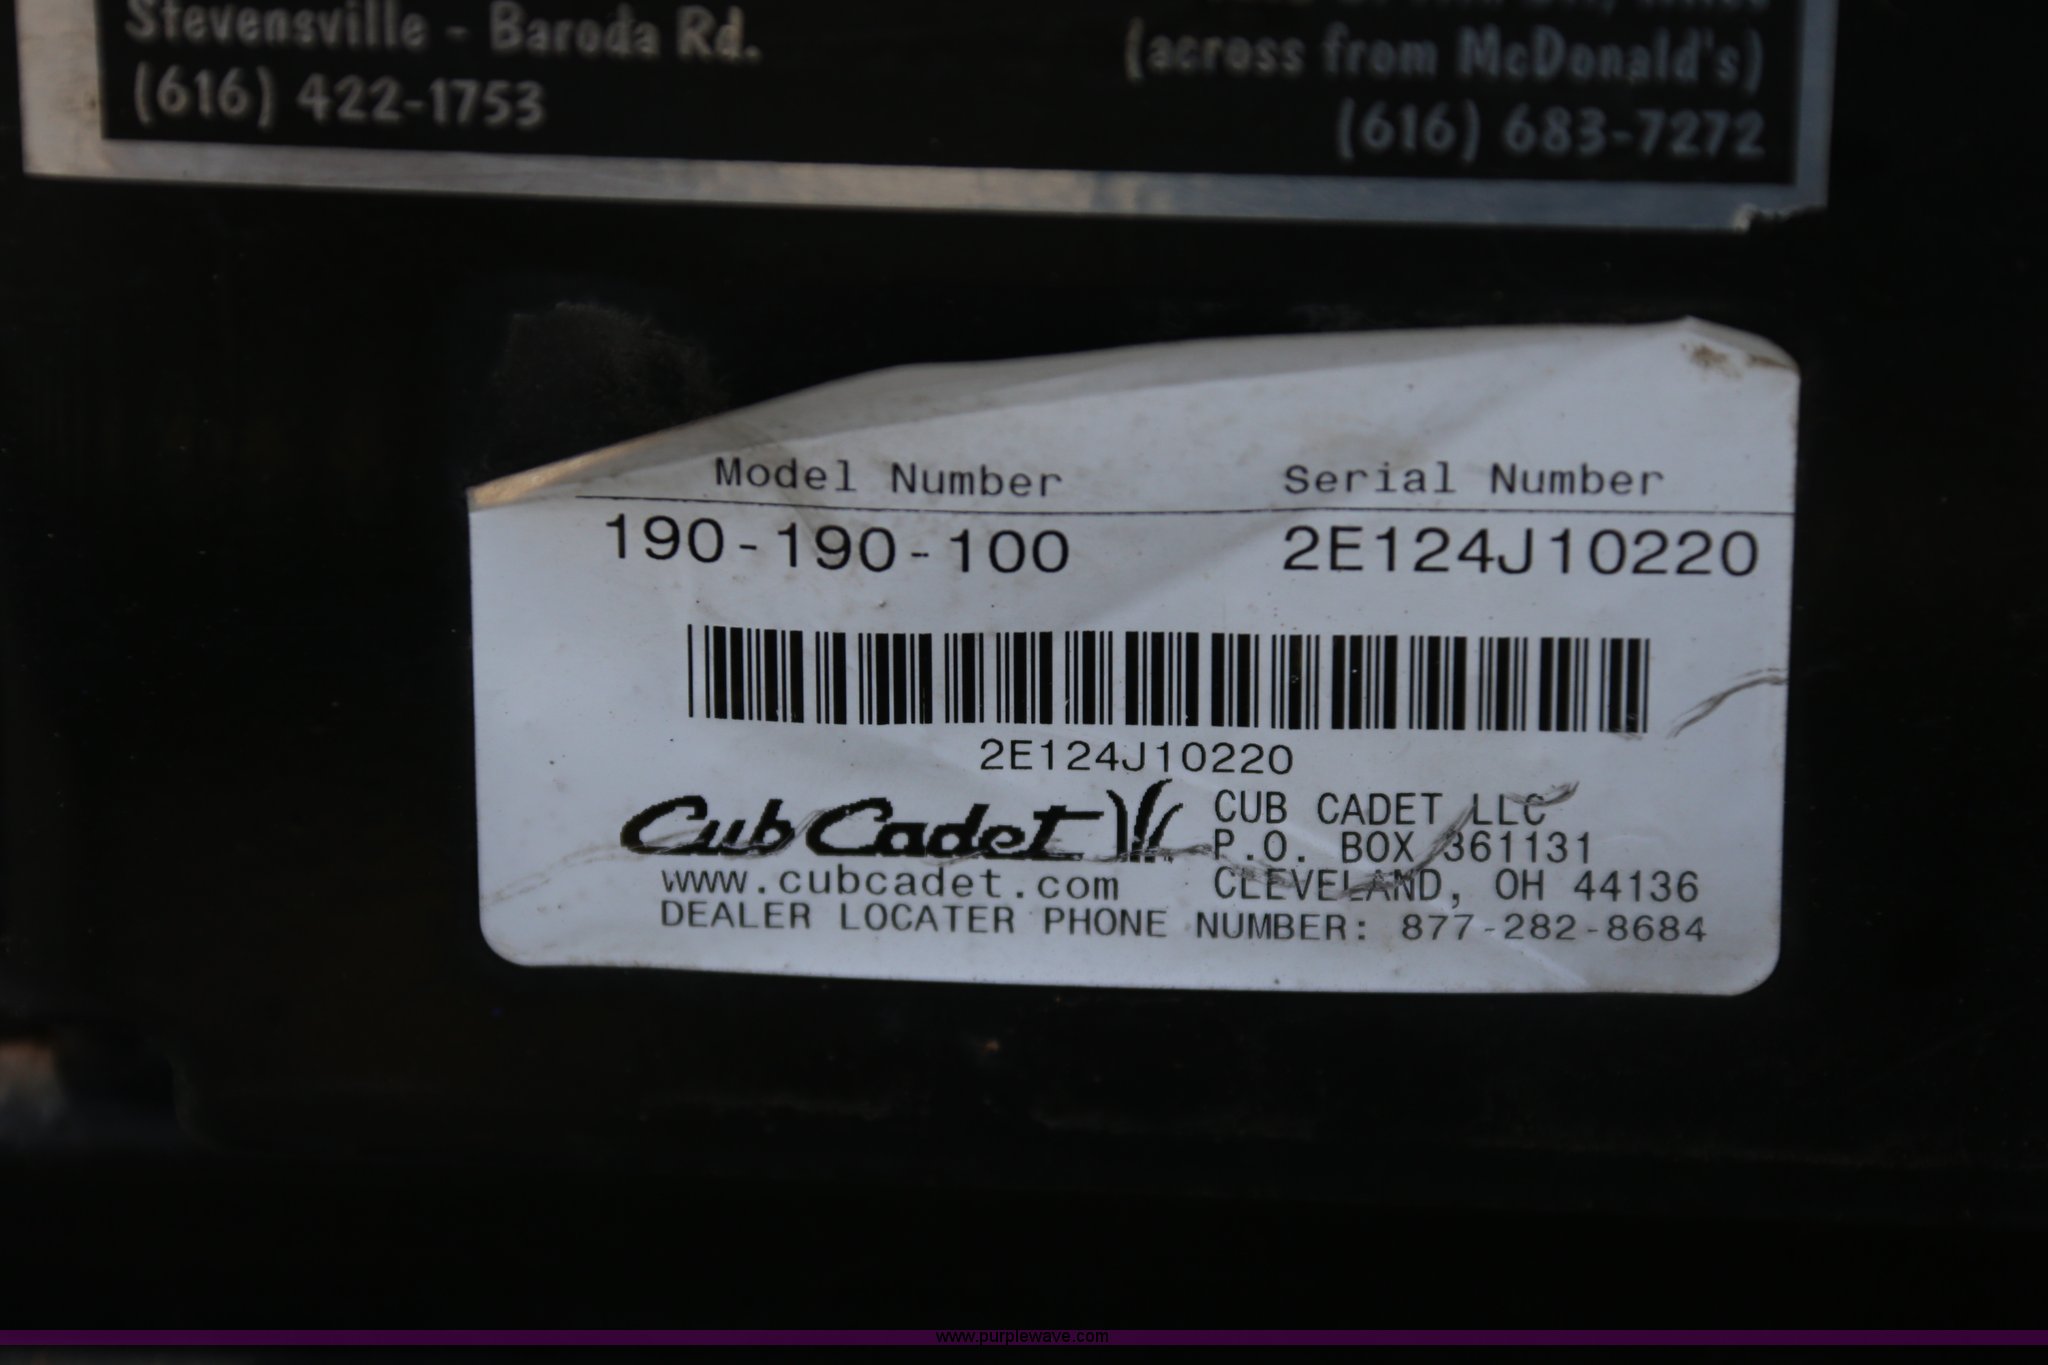 Stevensville - Baroda Rd.
(616) 422-1753
(across from McDonald's)
(616) 683-7272
Model Number Serial Number
190-190-100 2E124J10220
2E124J10220
Cub Cadet
CUB CADET LLC
P.O. BOX 361131
www.cubcadet.com
CLEVELAND, OH 44136
DEALER LOCATER PHONE NUMBER: 877-282-8684
www.purplewave.com